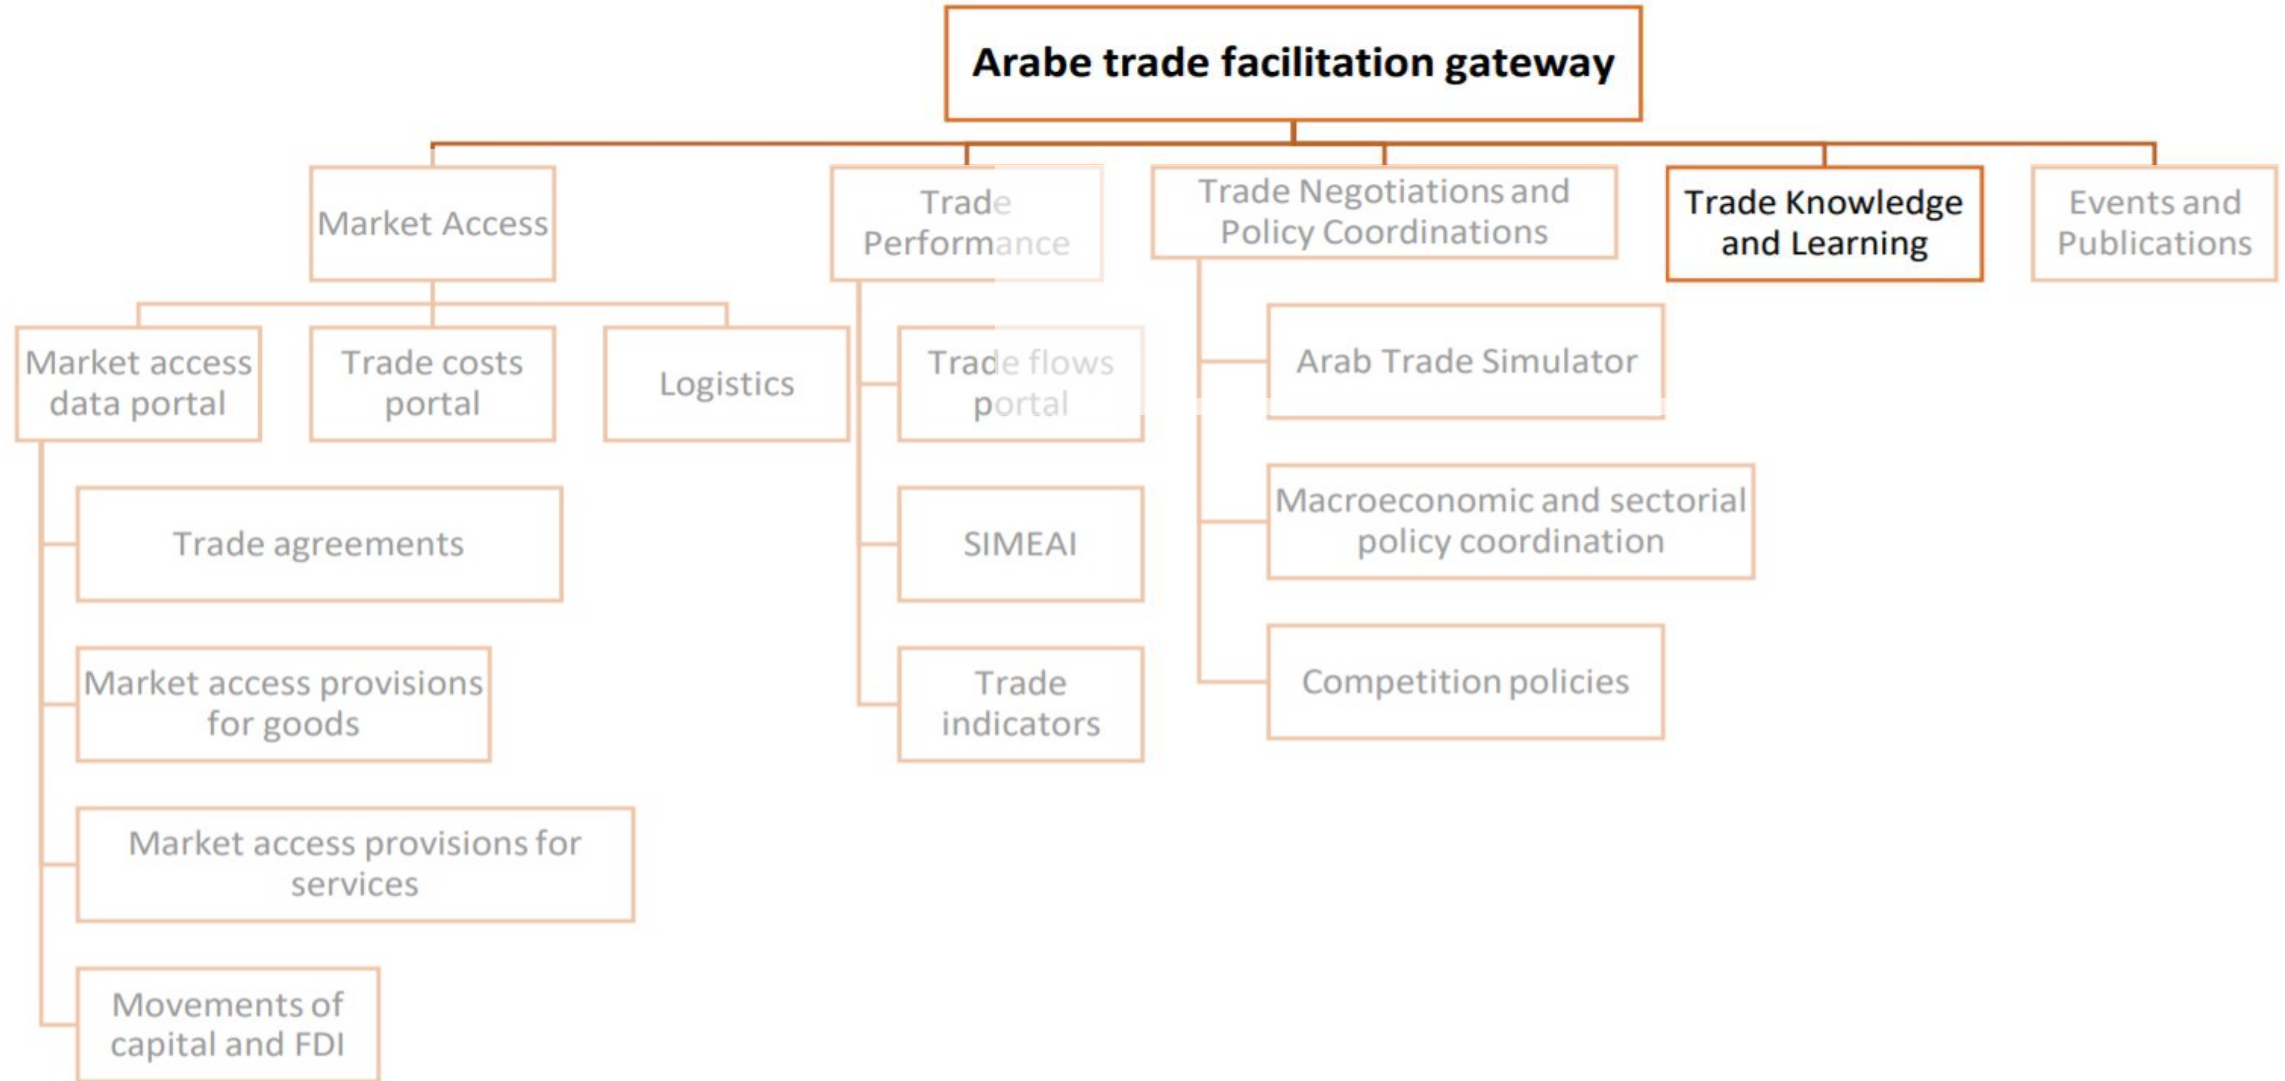 Arabe trade facilitation gateway
Market Access
Trade
Performance
Trade Negotiations and
Policy Coordinations
Trade Knowledge
and Learning
Events and
Publications
Market access
data portal
Trade costs
portal
Logistics
Trade agreements
Market access provisions
for goods
Market access provisions for
services
Movements of
capital and FDI
Trade flows
portal
SIMEAI
Trade
indicators
Arab Trade Simulator
Macroeconomic and sectorial
policy coordination
Competition policies